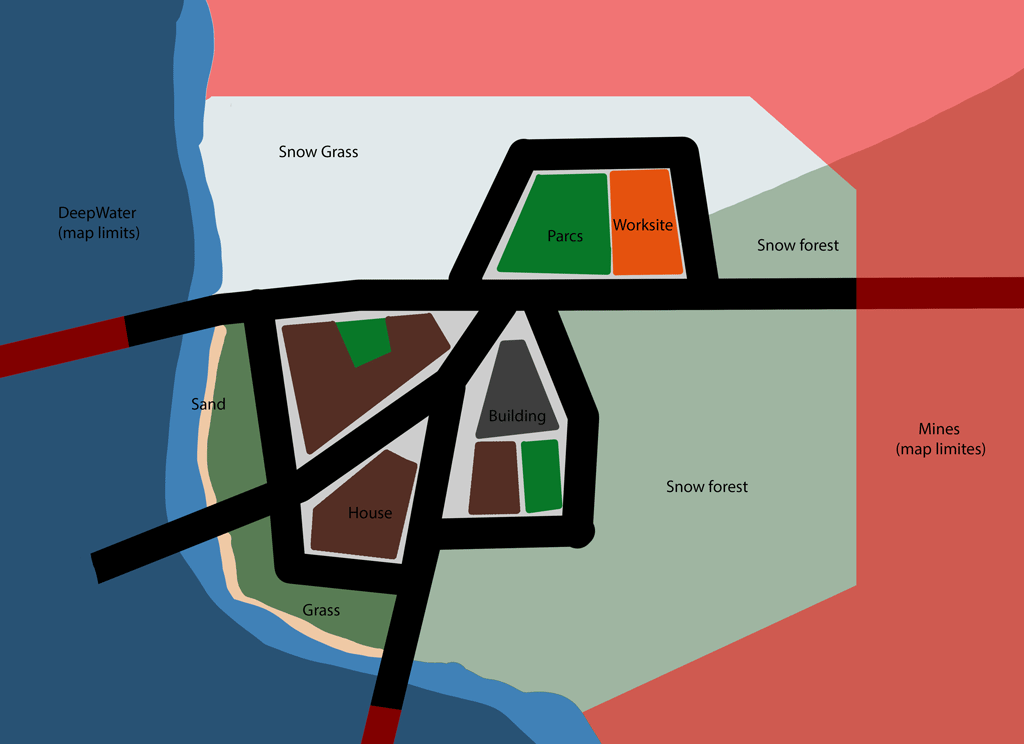 Snow Grass
DeepWater
(map limits)
Parcs
Worksite
Snow forest
Sand
Building
Mines
(map limites)
Snow forest
House
Grass